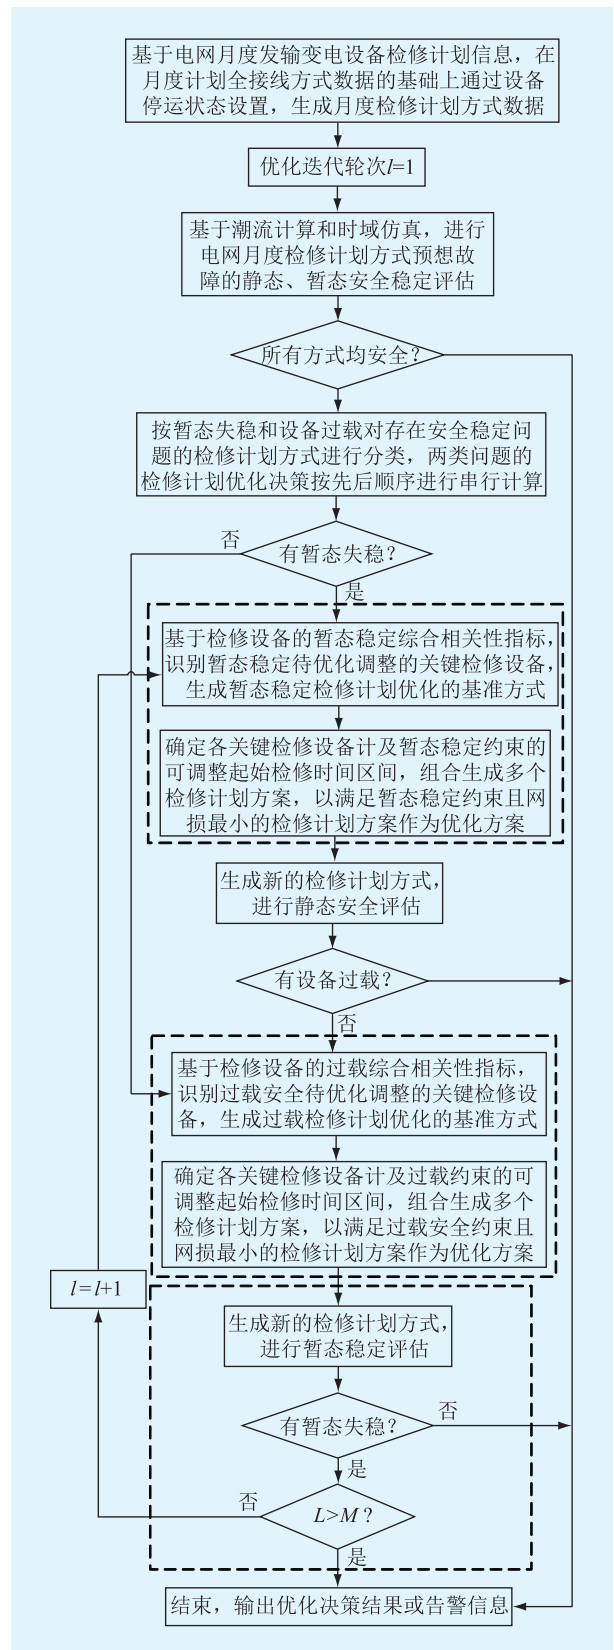 基于电网月度发输变电设备检修计划信息，在
月度计划全接线方式数据的基础上通过设备
停运状态设置，生成月度检修计划方式数据
优化迭代轮次l=1
基于潮流计算和时域仿真，进行
电网月度检修计划方式预想故
障的静态、暂态安全稳定评估
所有方式均安全？
按暂态失稳和设备过载对存在安全稳定问
题的检修计划方式进行分类，两类问题的
检修计划优化决策按先后顺序进行串行计算
否
有暂态失稳？
是
基于检修设备的暂态稳定综合相关性指标，
识别暂态稳定待优化调整的关键检修设备，
生成暂态稳定检修计划优化的基准方式
确定各关键检修设备计及暂态稳定约束的
可调整起始检修时间区间，组合生成多个
检修计划方案，以满足暂态稳定约束且网
损最小的检修计划方案作为优化方案
生成新的检修计划方式，
进行静态安全评估
有设备过载？
否
基于检修设备的过载综合相关性指标，
识别过载安全待优化调整的关键检修设
备，生成过载检修计划优化的基准方式
确定各关键检修设备计及过载约束的可
调整起始检修时间区间，组合生成多个
检修计划方案，以满足过载安全约束且
网损最小的检修计划方案作为优化方案
l=l+1
生成新的检修计划方式，
进行暂态稳定评估
有暂态失稳？
否
是
否
L>M？
是
结束，输出优化决策结果或告警信息